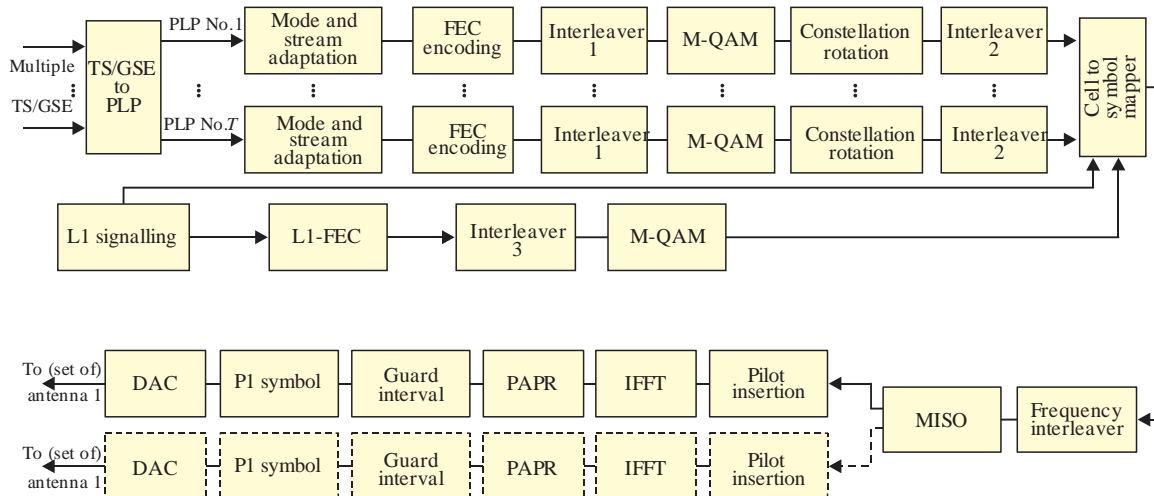 Multiple
TS/GSE
TS/GSE
to
PLP
PLP No.1
PLP No.T
Mode and
stream
adaptation
FEC
encoding
Interleaver
1
M-QAM
Constellation
rotation
Interleaver
2
Mode and
stream
adaptation
FEC
encoding
Interleaver
1
M-QAM
Constellation
rotation
Interleaver
2
Cell to
symbol
mapper
L1 signalling
L1-FEC
Interleaver
3
M-QAM
To (set of)
antenna 1
DAC
P1 symbol
Guard
interval
PAPR
IFFT
Pilot
insertion
MISO
Frequency
interleaver
To (set of)
antenna 1
DAC
P1 symbol
Guard
interval
PAPR
IFFT
Pilot
insertion